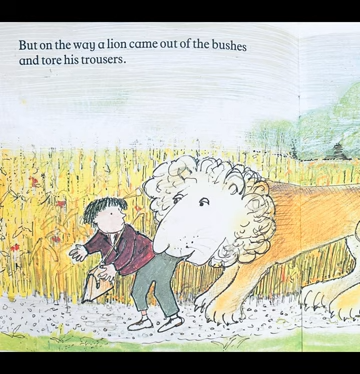 But on the way a lion came out of the bushes
and tore his trousers.